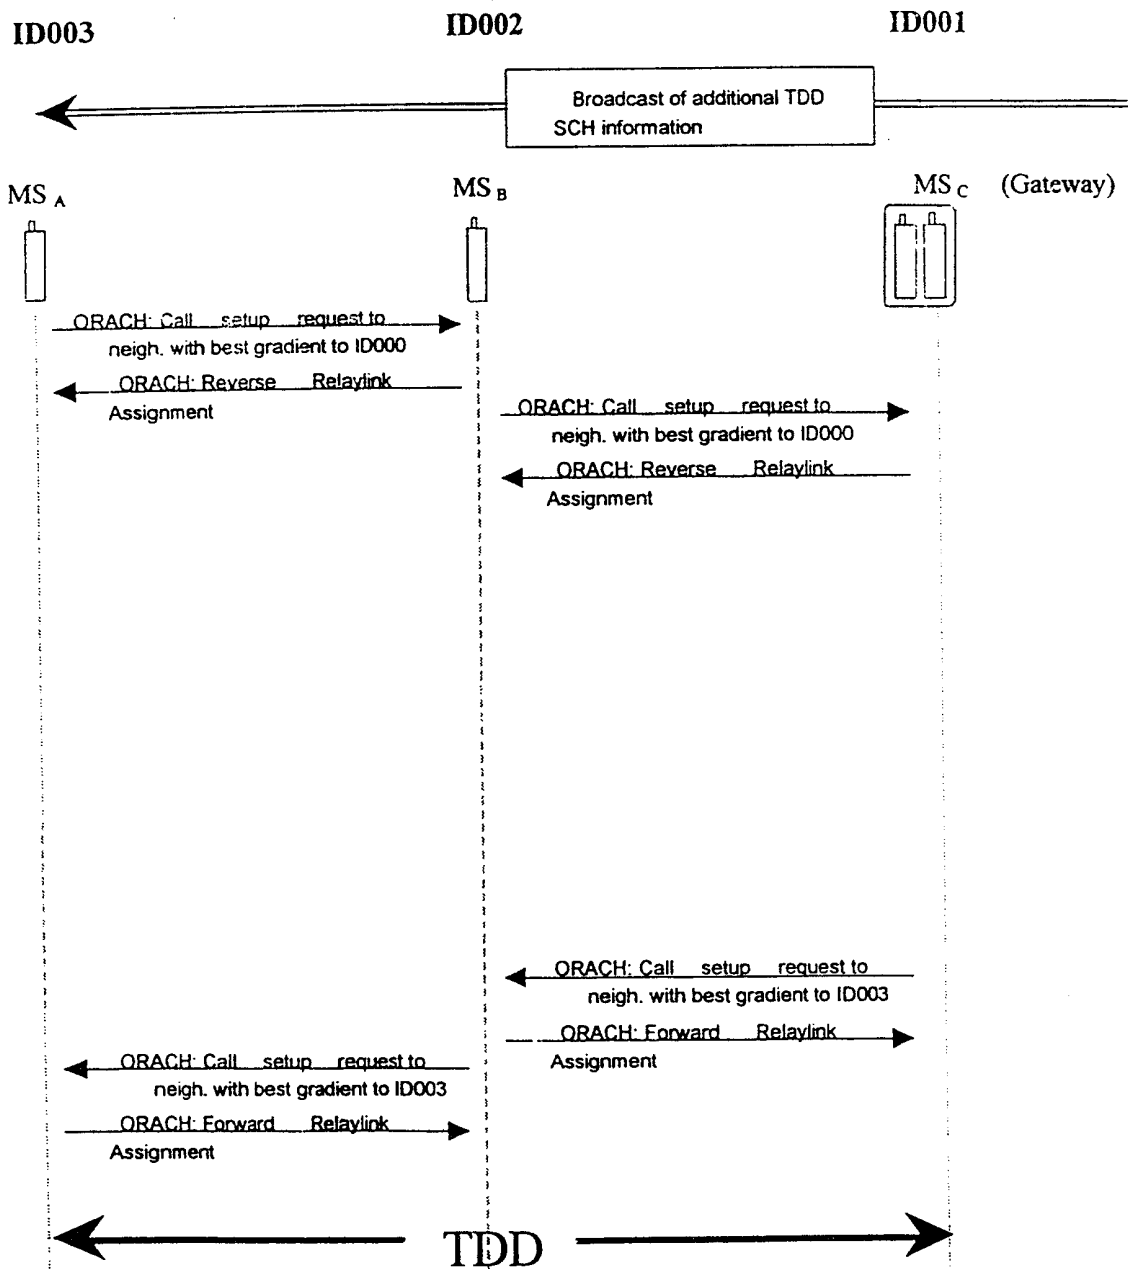 ID003 ID002 ID001
Broadcast of additional TDD
SCH information
MS A MS B MS C (Gateway)
ORACH: Call setup request to
neigh. with best gradient to ID000
ORACH: Reverse Relaylink
Assignment
ORACH: Call setup request to
neigh. with best gradient to ID000
ORACH: Reverse Relaylink
Assignment
ORACH: Call setup request to
neigh. with best gradient to ID003
ORACH: Forward Relaylink
Assignment
ORACH: Call setup request to
neigh. with best gradient to ID003
ORACH: Forward Relaylink
Assignment
TDD